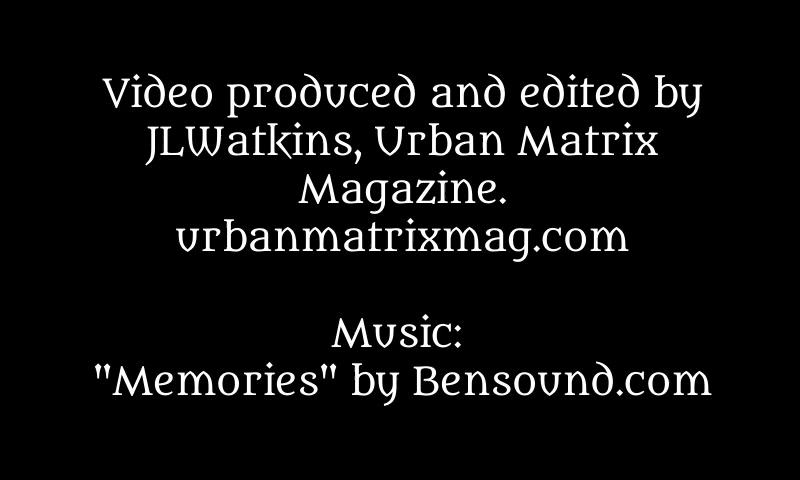 Video produced and edited by
JLWatkins, Urban Matrix
Magazine.
urbanmatrixmag.com
Music:
"Memories" by Bensound.com